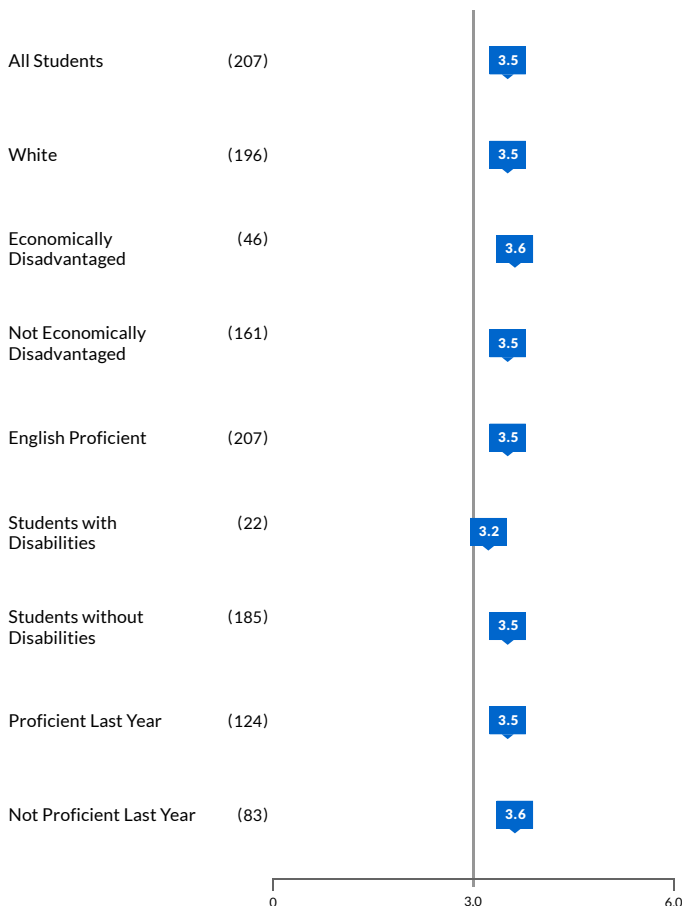 All Students (207) 3.5
White (196) 3.5
Economically (46)
Disadvantaged
3.6
Not Economically (161)
Disadvantaged
3.5
English Proficient (207) 3.5
Students with (22)
Disabilities
3.2
Students without (185)
Disabilities
3.5
Proficient Last Year (124) 3.5
Not Proficient Last Year (83) 3.6
0 3.0 6.0